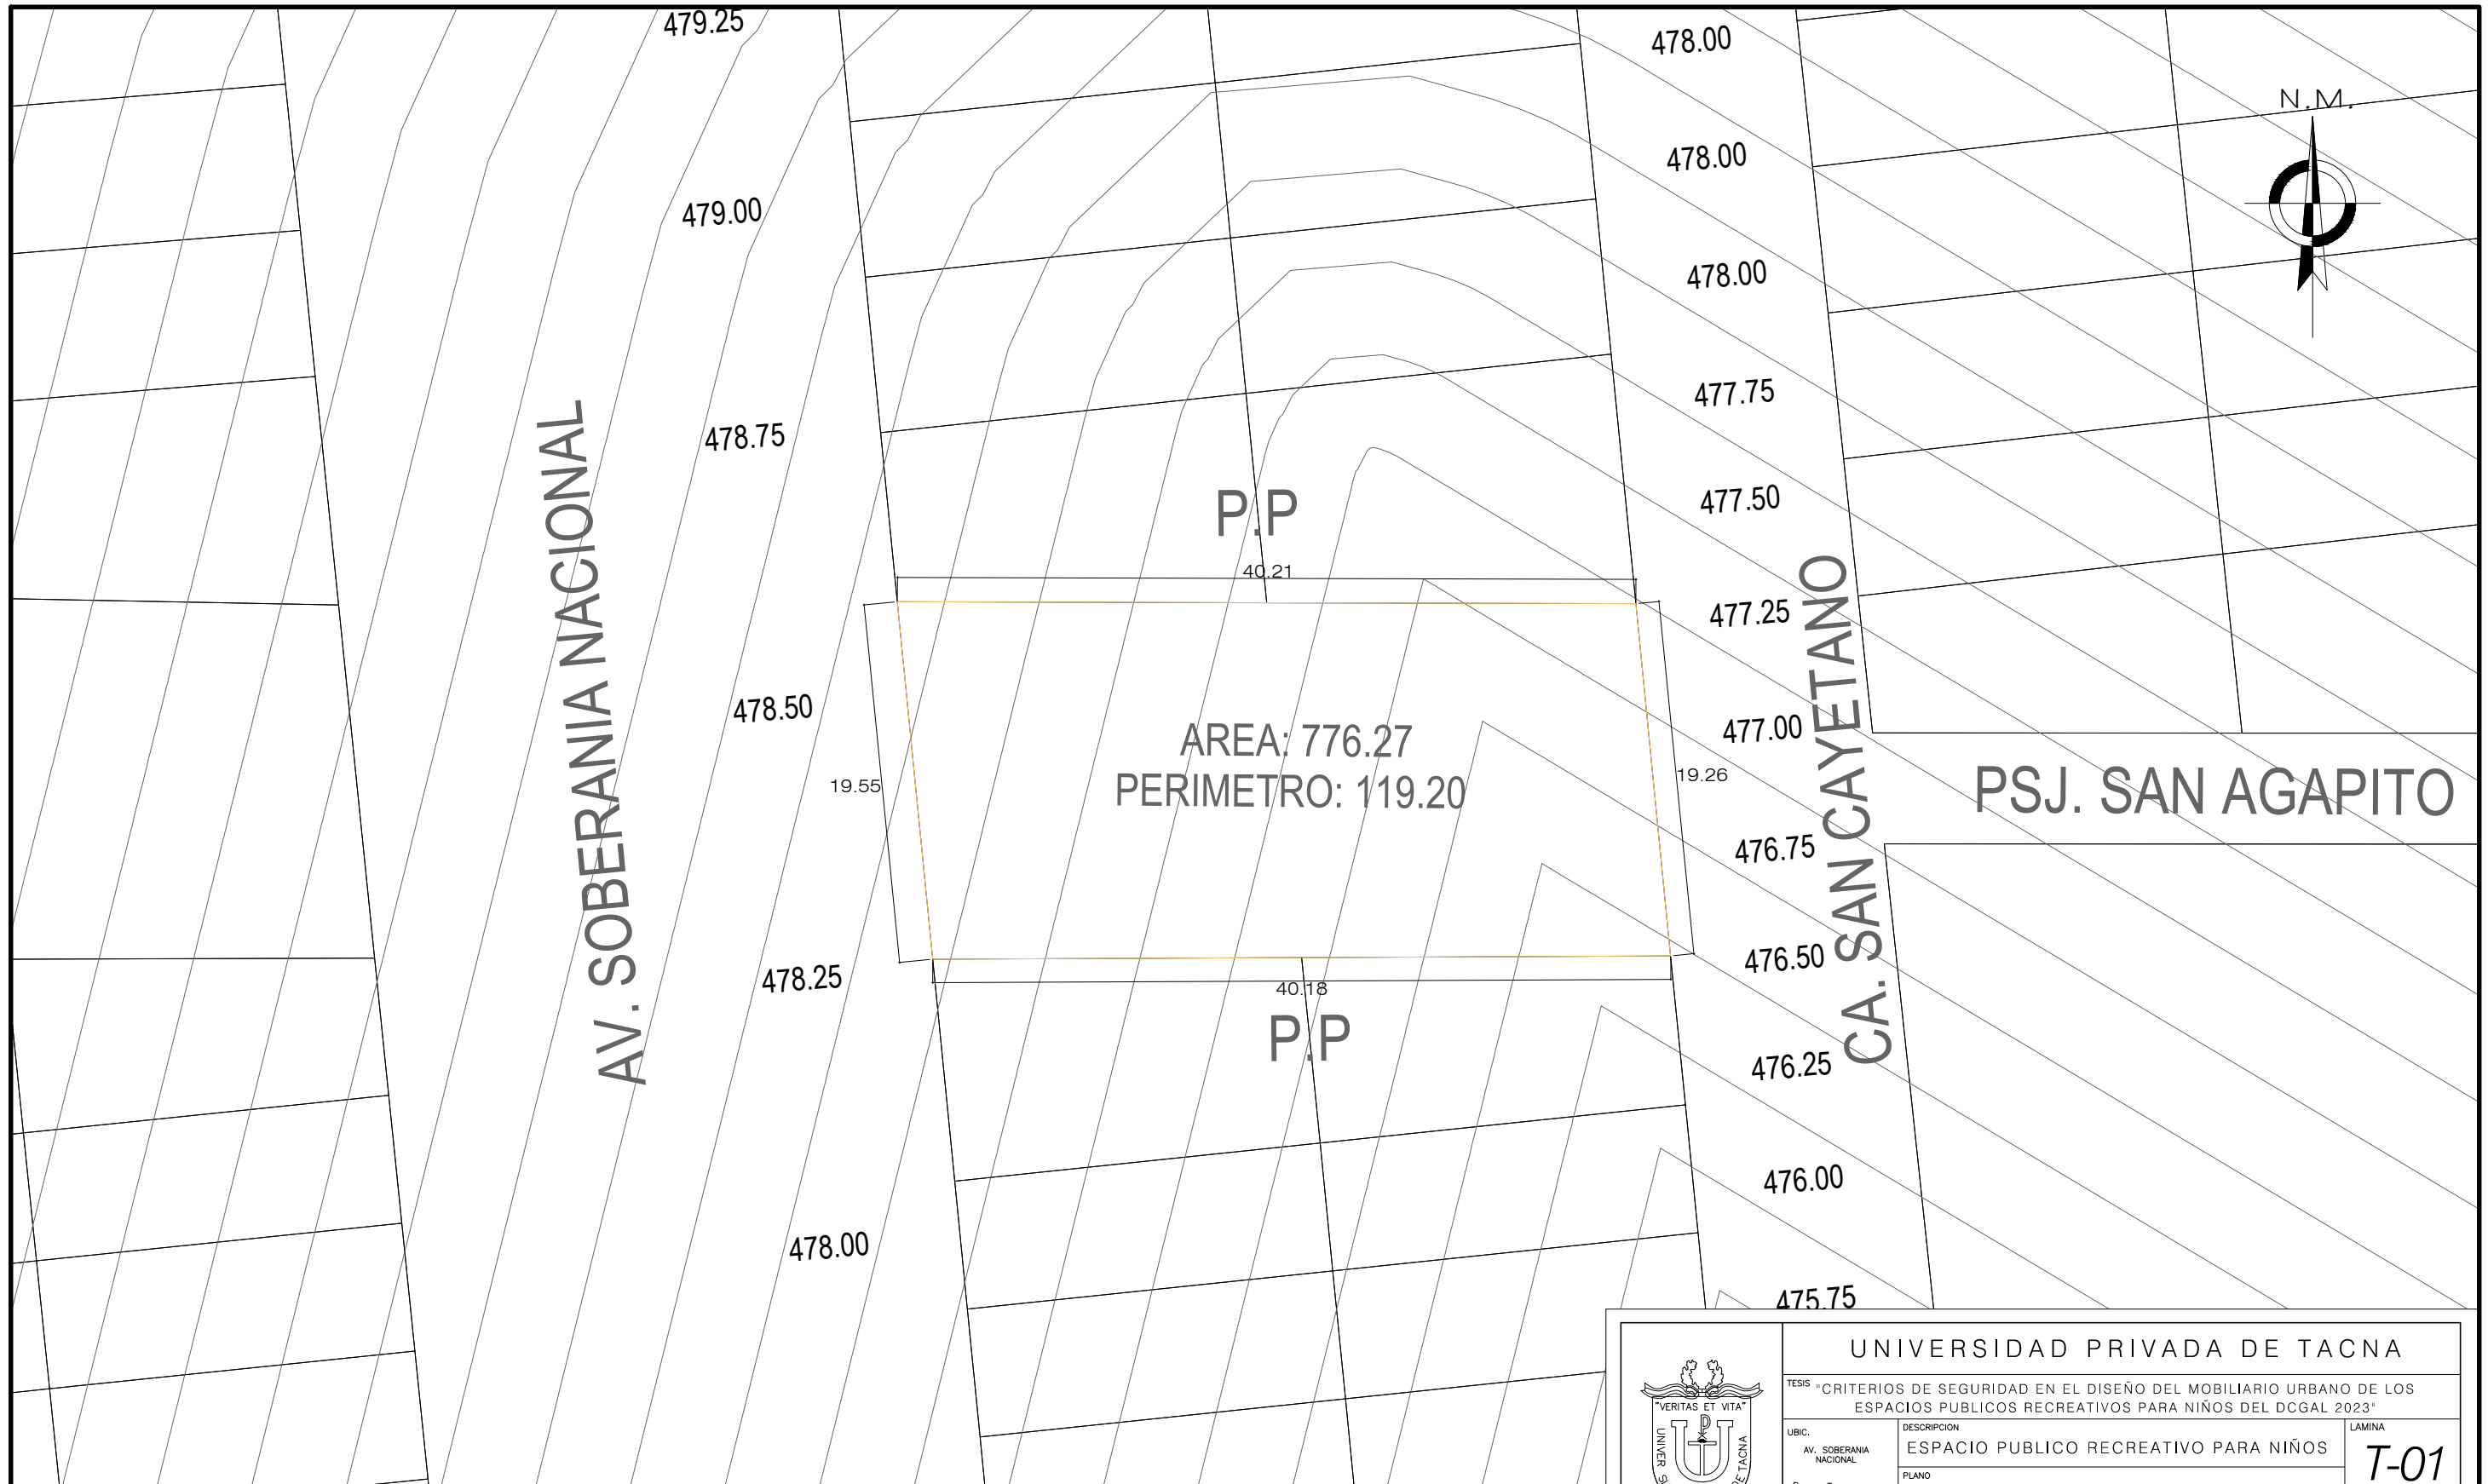 479.25
478.00
N.M.
478.00
479.00
478.00
477.75
478.75
477.50
P.P
40.21
477.25
AV. SOBERANIA NACIONAL
478.50
AREA: 776.27
PERIMETRO: 119.20
19.55
19.26
477.00
CA. SAN CAYETANO
PSJ. SAN AGAPITO
476.75
476.50
478.25
40.18
P.P
476.25
476.00
478.00
475.75
UNIVERSIDAD PRIVADA DE TACNA
TESIS "CRITERIOS DE SEGURIDAD EN EL DISEÑO DEL MOBILIARIO URBANO DE LOS
ESPACIOS PUBLICOS RECREATIVOS PARA NIÑOS DEL DCGAL 2023"
"VERITAS ET VITA"
UNIVER
DE TACNA
UBIC.
AV. SOBERANIA
NACIONAL
DESCRIPCION
ESPACIO PUBLICO RECREATIVO PARA NIÑOS
LAMINA
T-01
PLANO